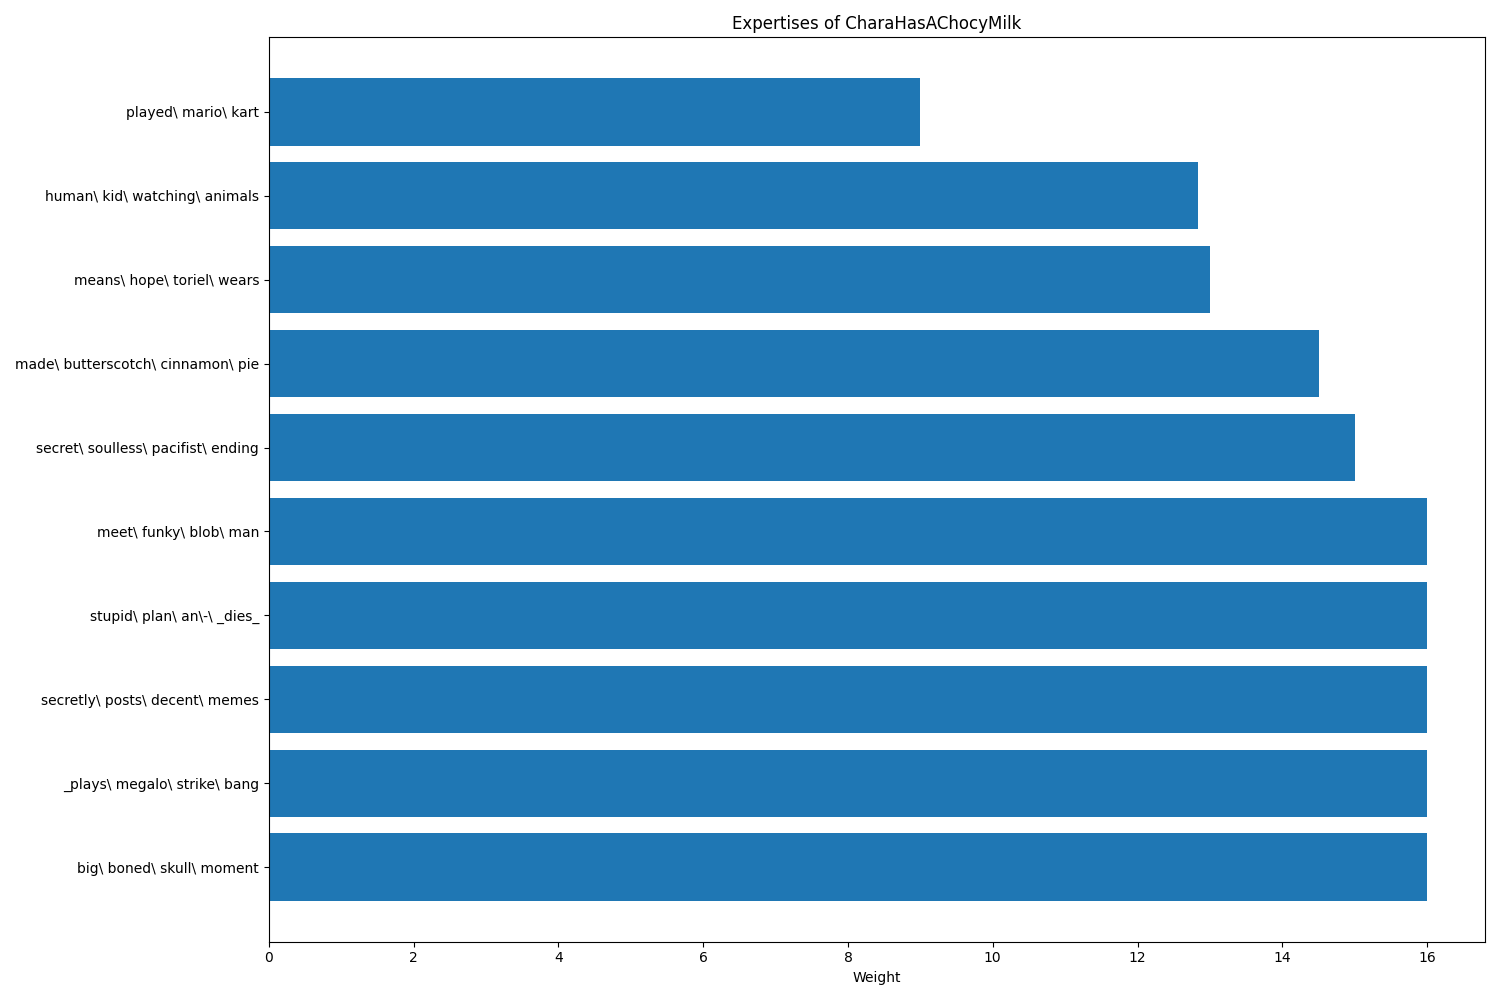 Expertises of CharaHasAChocyMilk
played\ mario\ kart
human\ kid\ watching\ animals
means\ hope\ toriel\ wears
made\ butterscotch\ cinnamon\ pie
secret\ soulless\ pacifist\ ending
meet\ funky\ blob\ man
stupid\ plan\ an\-\ _dies_
secretly\ posts\ decent\ memes
_plays\ megalo\ strike\ bang
big\ boned\ skull\ moment
0 2 4 6 8 10 12 14 16
Weight